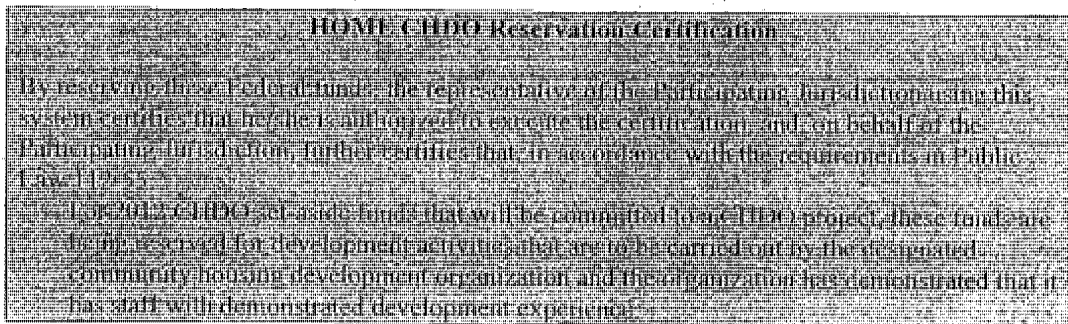 HOME CHDO Reservation Certification
By reserving these Federal funds, the representative of the Participating Jurisdiction using this
system certifies that he/she is authorized to execute the certification, and, on behalf of the
Participating Jurisdiction, further certifies that, in accordance with the requirements in Public
Law 112-55
For 2012 CHDO set-aside funds that will be committed to a CHDO project, these funds are
being reserved for development activities that are to be carried out by the designated
community housing development organization and the organization has demonstrated that it
has staff with demonstrated development experience.